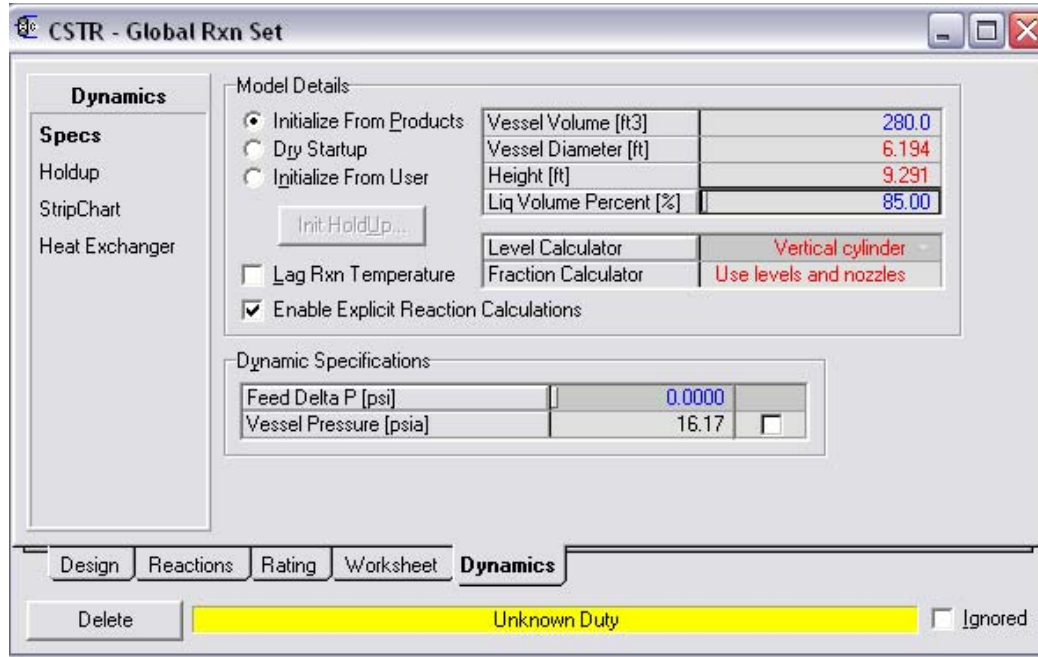 CSTR - Global Rxn Set
Dynamics
Specs
Holdup
StripChart
Heat Exchanger
Model Details
Initialize From Products
Dry Startup
Initialize From User
Init HoldUp...
Lag Rxn Temperature
Enable Explicit Reaction Calculations
Vessel Volume [ft3] 280.0
Vessel Diameter [ft] 6.194
Height [ft] 9.291
Liq Volume Percent [%] 85.00
Level Calculator Vertical cylinder
Fraction Calculator Use levels and nozzles
Dynamic Specifications
Feed Delta P [psi] 0.0000
Vessel Pressure [psia] 16.17
Design Reactions Rating Worksheet Dynamics
Delete Unknown Duty Ignored